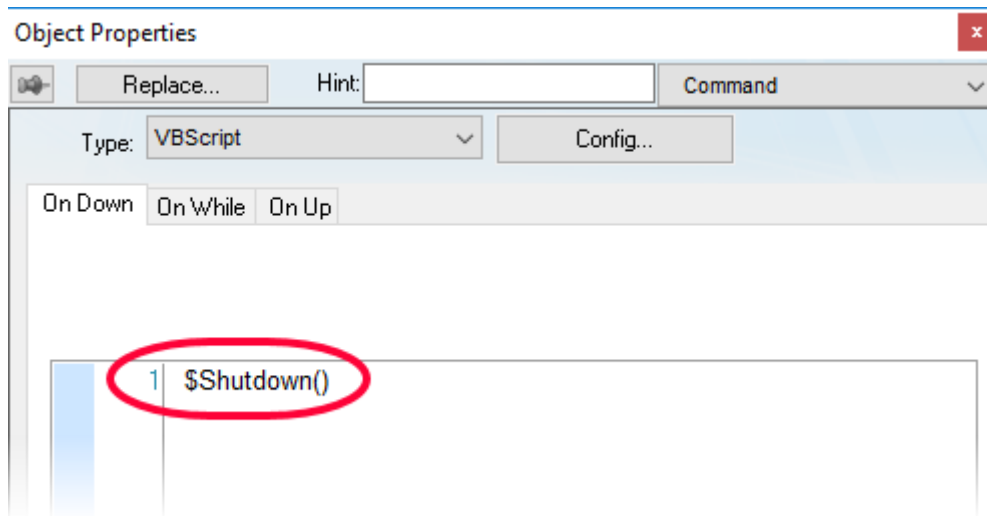 Object Properties x
Replace... Hint: Command
Type: VBScript Config...
On Down On While On Up
1 $Shutdown()